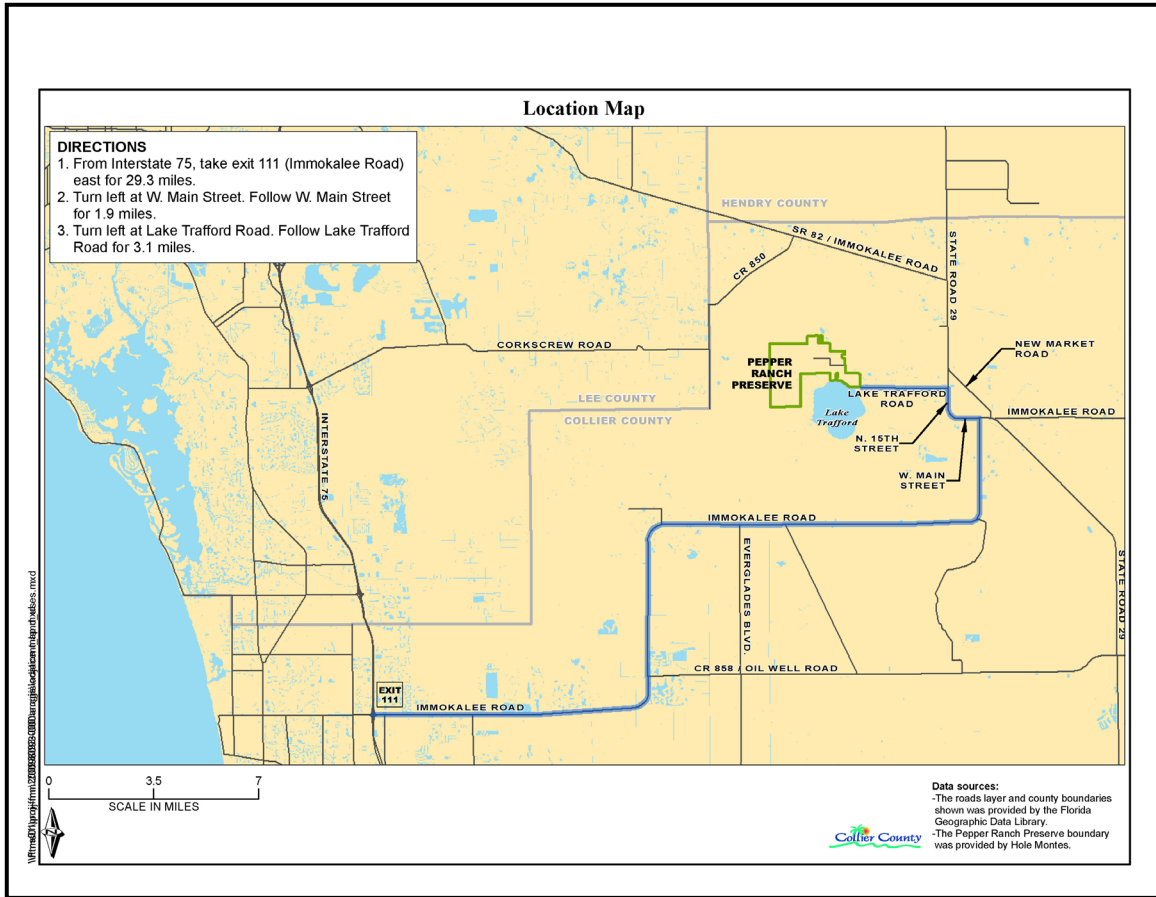 Location Map
DIRECTIONS
1. From Interstate 75, take exit 111 (Immokalee Road)
east for 29.3 miles.
2. Turn left at W. Main Street. Follow W. Main Street
for 1.9 miles.
3. Turn left at Lake Trafford Road. Follow Lake Trafford
Road for 3.1 miles.
HENDRY COUNTY
SR 82 / IMMOKALEE ROAD
CR 850
STATE ROAD 29
NEW MARKET
ROAD
CORKSCREW ROAD
PEPPER
RANCH
PRESERVE
LAKE TRAFFORD
ROAD
LEE COUNTY
COLLIER COUNTY
Lake
Trafford
IMMOKALEE ROAD
N. 15TH
STREET
W. MAIN
STREET
INTERSTATE 75
IMMOKALEE ROAD
EVERGLADES BLVD.
STATE ROAD 29
CR 858 / OIL WELL ROAD
EXIT
111
IMMOKALEE ROAD
0 3.5 7
SCALE IN MILES
Collier County
Data sources:
-The roads layer and county boundaries
shown was provided by the Florida
Geographic Data Library.
-The Pepper Ranch Preserve boundary
was provided by Hole Montes.